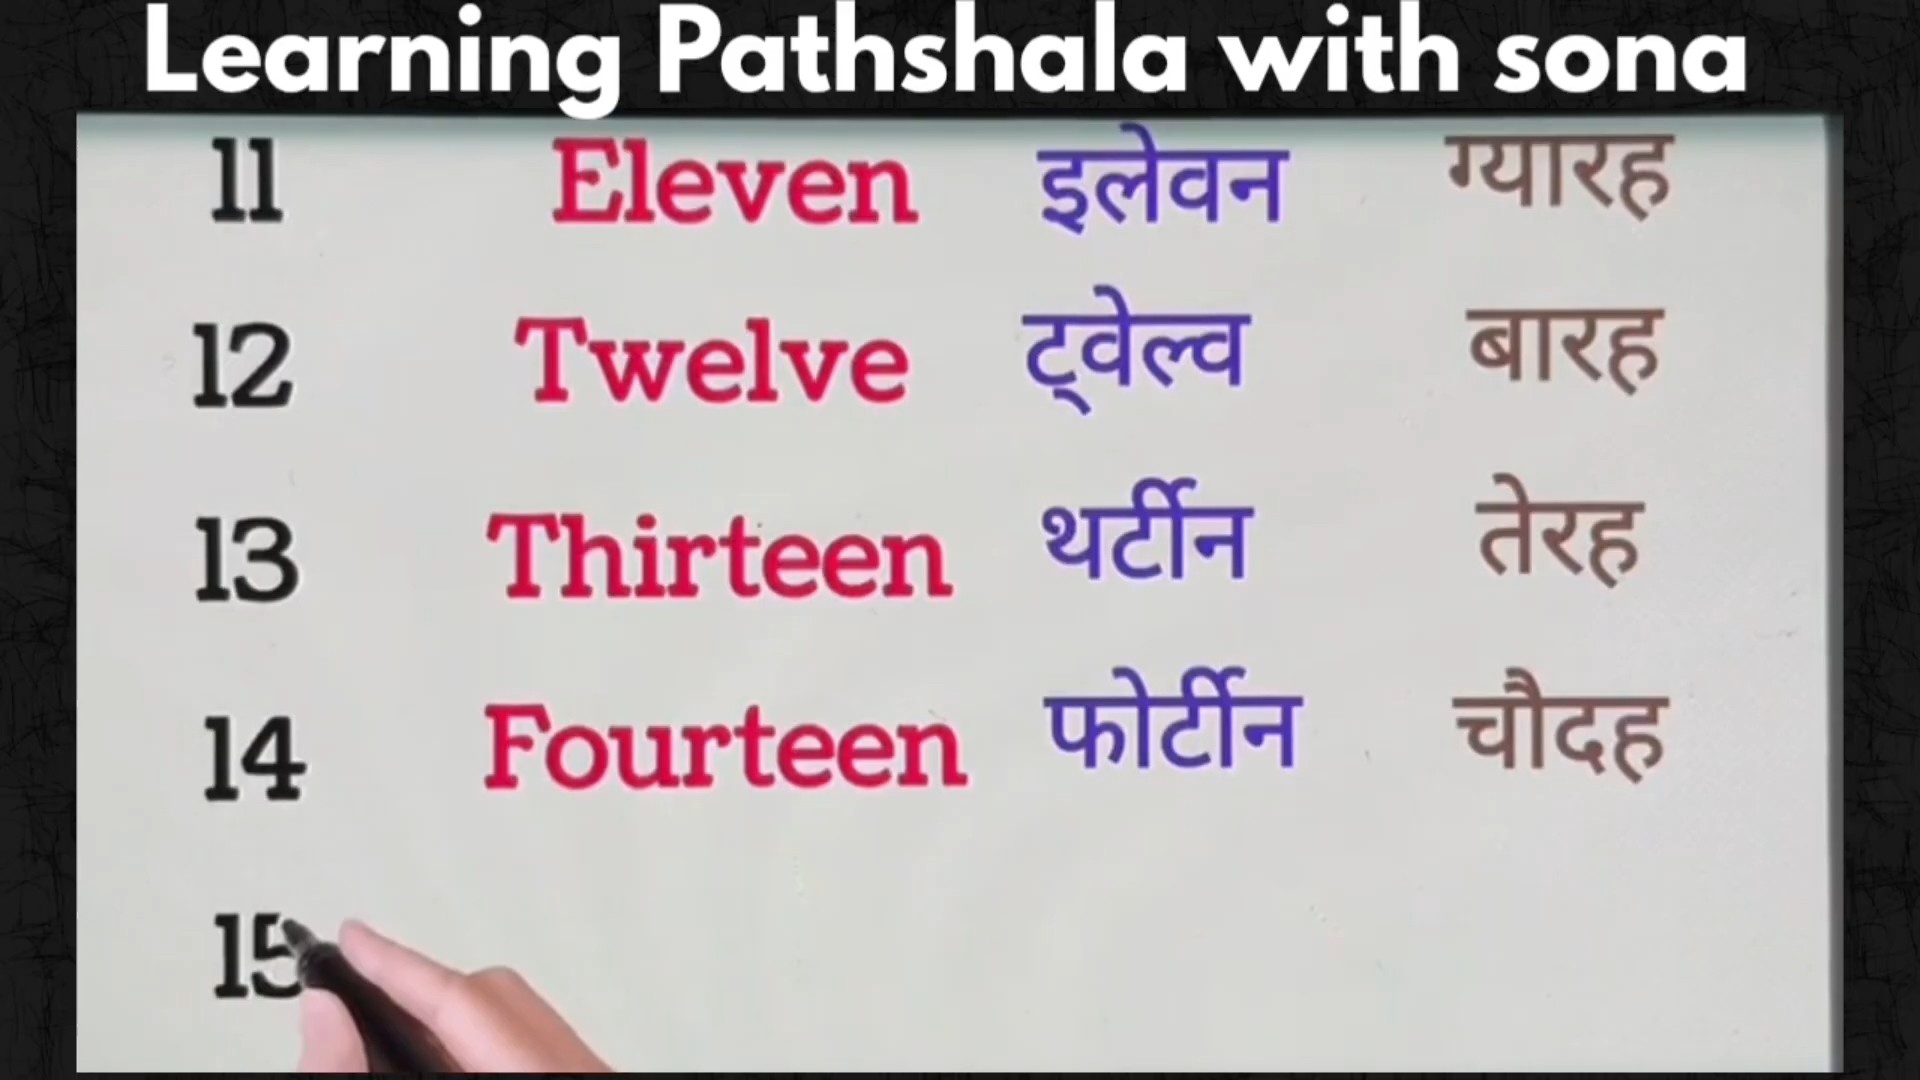 Learning Pathshala with sona
11 Eleven इलेवन ग्यारह
12 Twelve ट्वेल्व बारह
13 Thirteen थर्टीन तेरह
14 Fourteen फोर्टीन चौदह
15